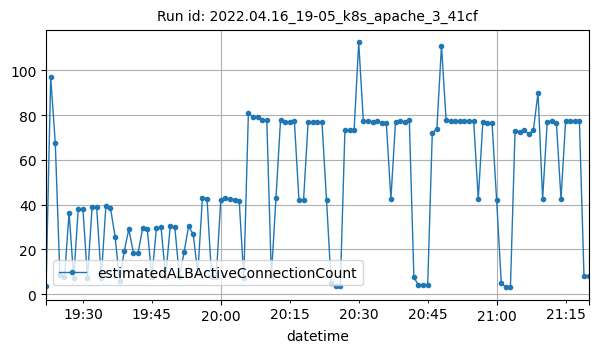 Run id: 2022.04.16_19-05_k8s_apache_3_41cf
100
80
60
40
20
0
estimatedALBActiveConnectionCount
19:30 19:45 20:00 20:15 20:30 20:45 21:00 21:15
datetime